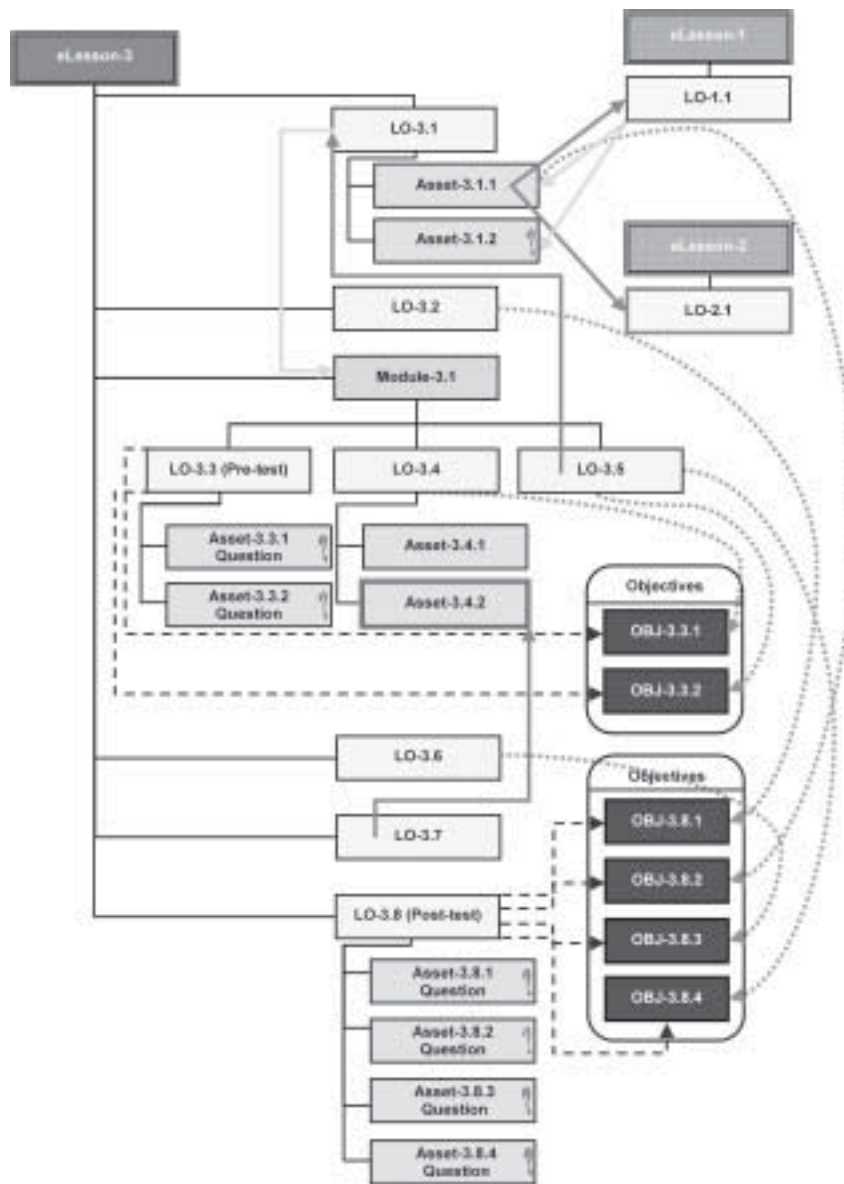 eLesson-3
eLesson-1
LO-1.1
LO-3.1
Asset-3.1.1
Asset-3.1.2
eLesson-2
LO-2.1
LO-3.2
Module-3.1
LO-3.3 (Pre-test)
LO-3.4
LO-3.5
Asset-3.3.1
Question
Asset-3.4.1
Asset-3.3.2
Question
Asset-3.4.2
Objectives
OBJ-3.3.1
OBJ-3.3.2
LO-3.6
Objectives
OBJ-3.8.1
LO-3.7
OBJ-3.8.2
LO-3.8 (Post-test)
OBJ-3.8.3
Asset-3.8.1
Question
OBJ-3.8.4
Asset-3.8.2
Question
Asset-3.8.3
Question
Asset-3.8.4
Question